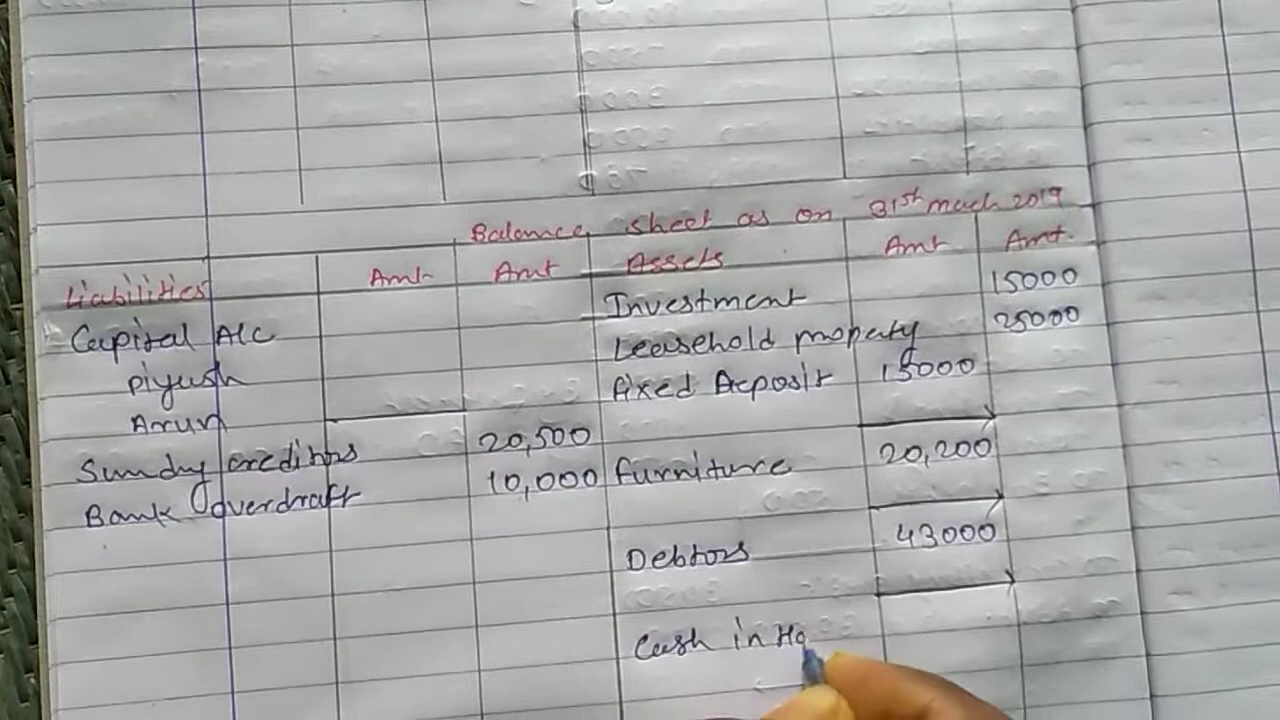 Balance sheet as on 31st mach 2019
Liabilities Amt Amt Assets Amt Amt
Capital A/c Investment 15000
Piyush Leasehold property 25000
Arrun fixed Deposit 15000
Sundry creditors 20,500
Bank Overdraft 10,000 furniture 20,200
Debtors 43000
Cash in Ha